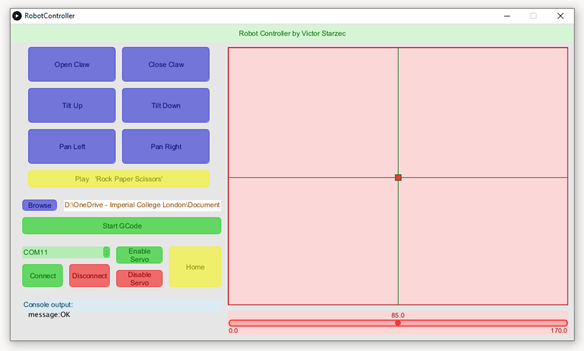 RobotController
Robot Controller by Victor Starzec
Open Claw
Close Claw
Tilt Up
Tilt Down
Pan Left
Pan Right
Play 'Rock Paper Scissors'
Browse
D:\OneDrive - Imperial College London\Document
Start GCode
COM11
Enable
Servo
Home
Connect
Disconnect
Disable
Servo
Console output:
message:OK
85.0
0.0
170.0